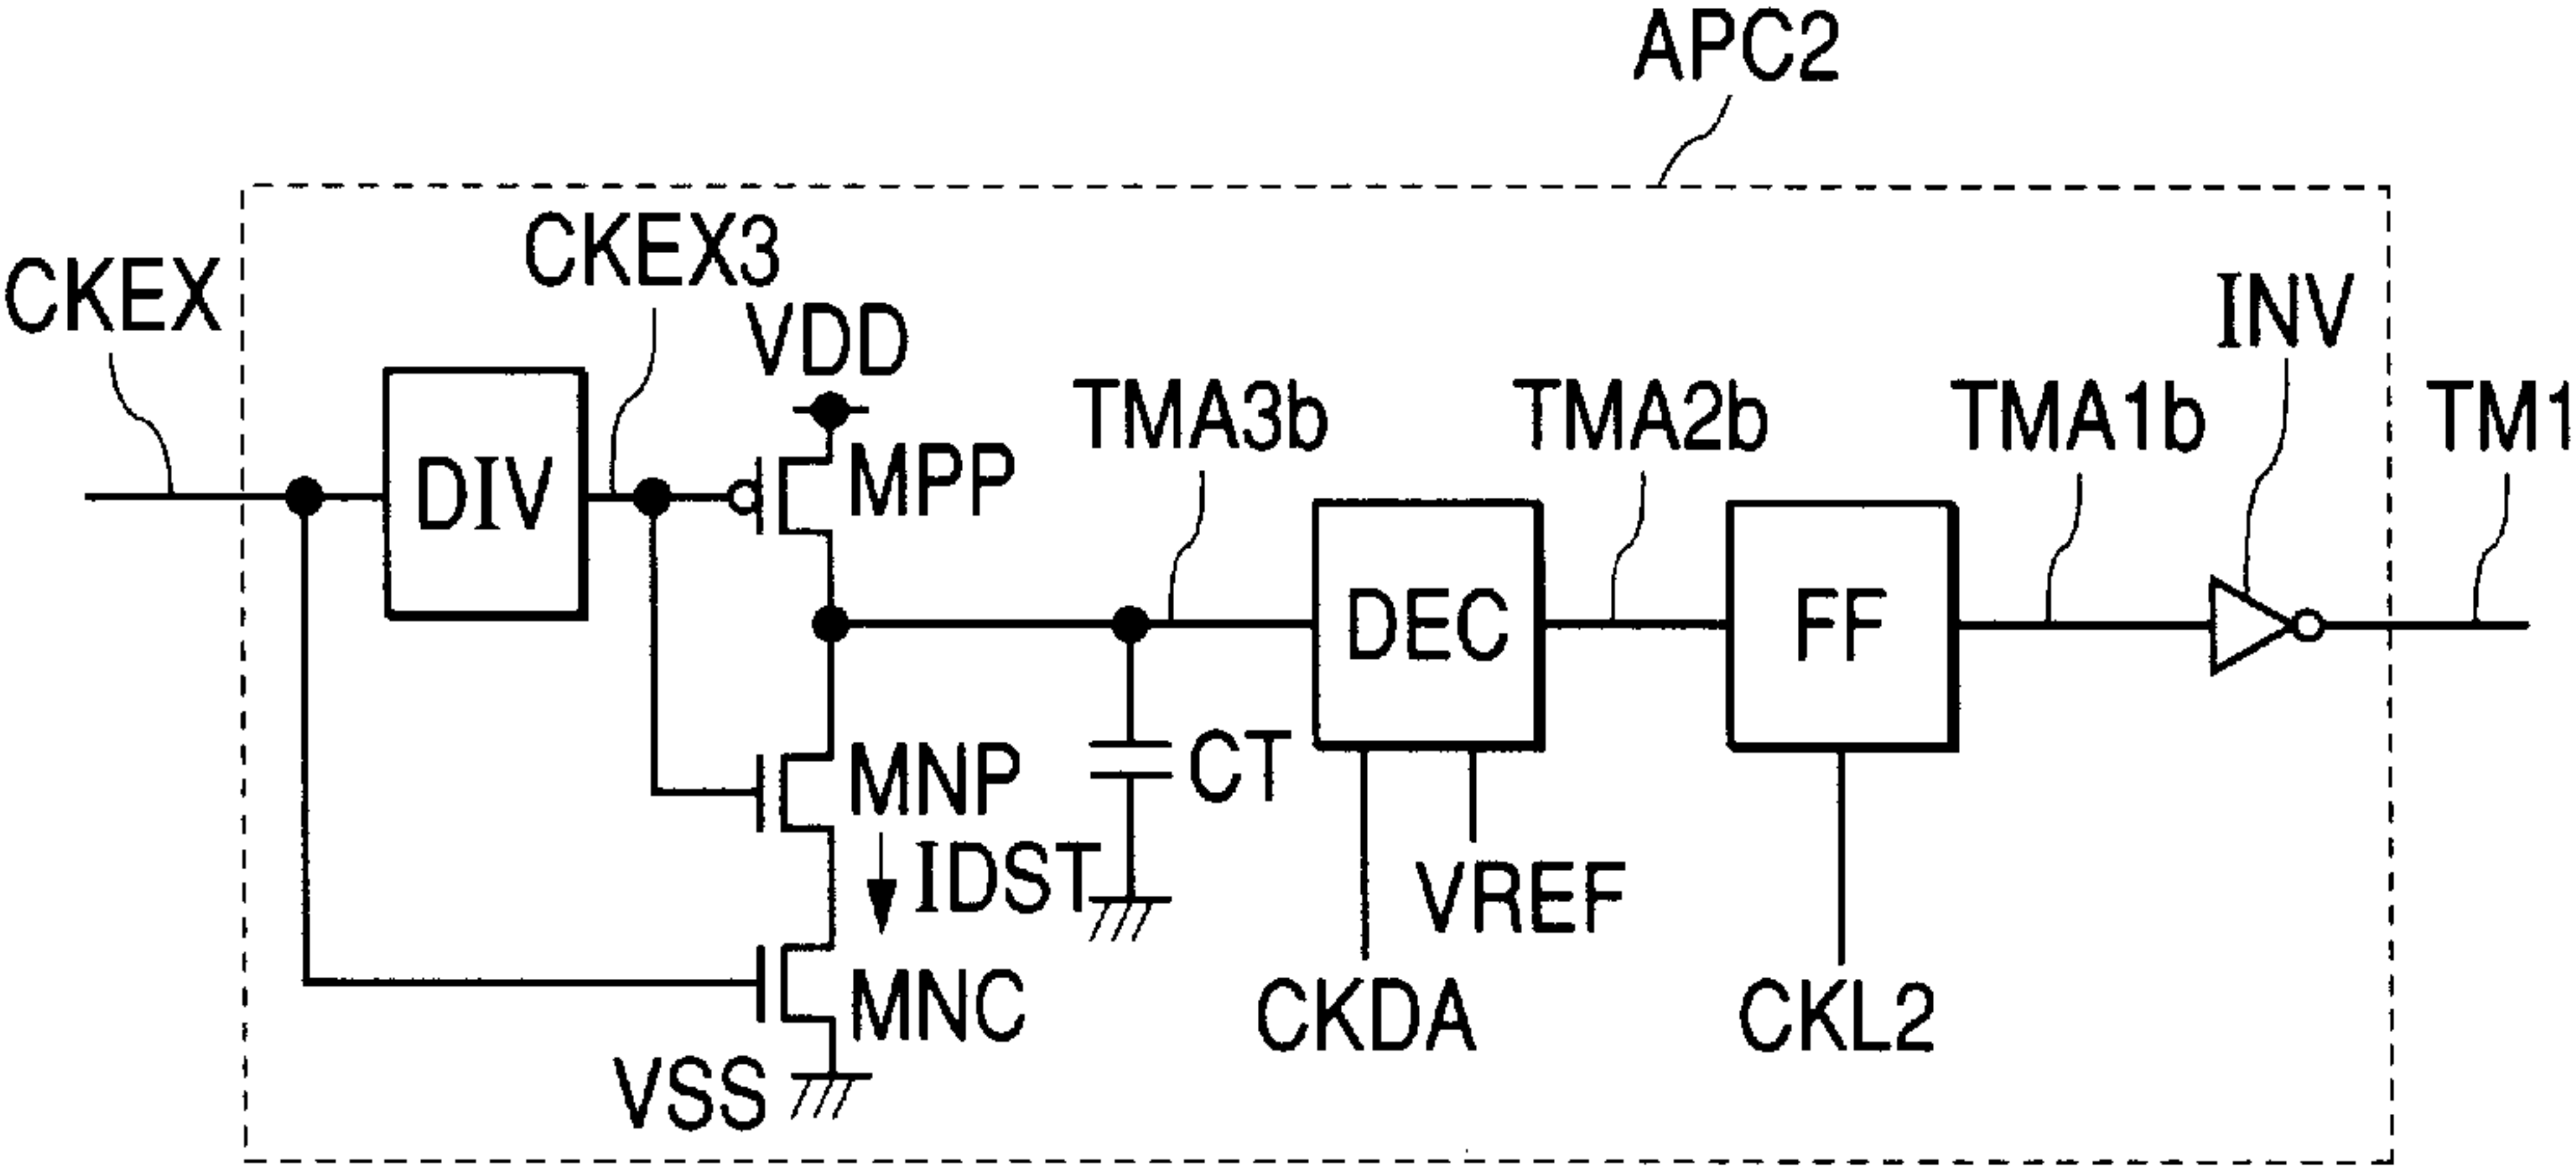 APC2
CKEX
CKEX3
VDD
INV
DIV
MPP
TMA3b
TMA2b
TMA1b
TM1
DEC
FF
MNP
CT
IDST
VREF
MNC
CKDA
CKL2
VSS